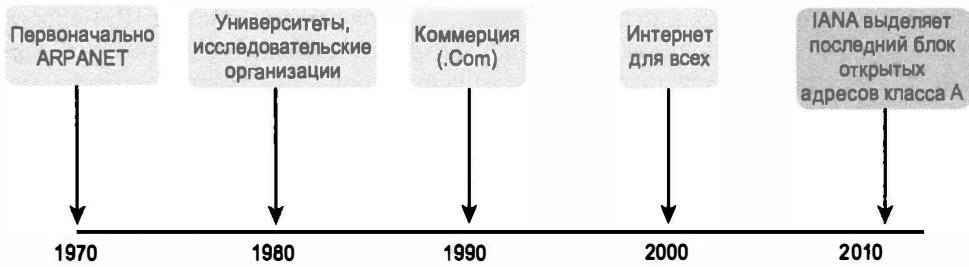 Первоначально
ARPANET
Университеты,
исследовательские
организации
Коммерция
(.Com)
Интернет
для всех
IANA выделяет
последний блок
открытых
адресов класса A
1970
1980
1990
2000
2010